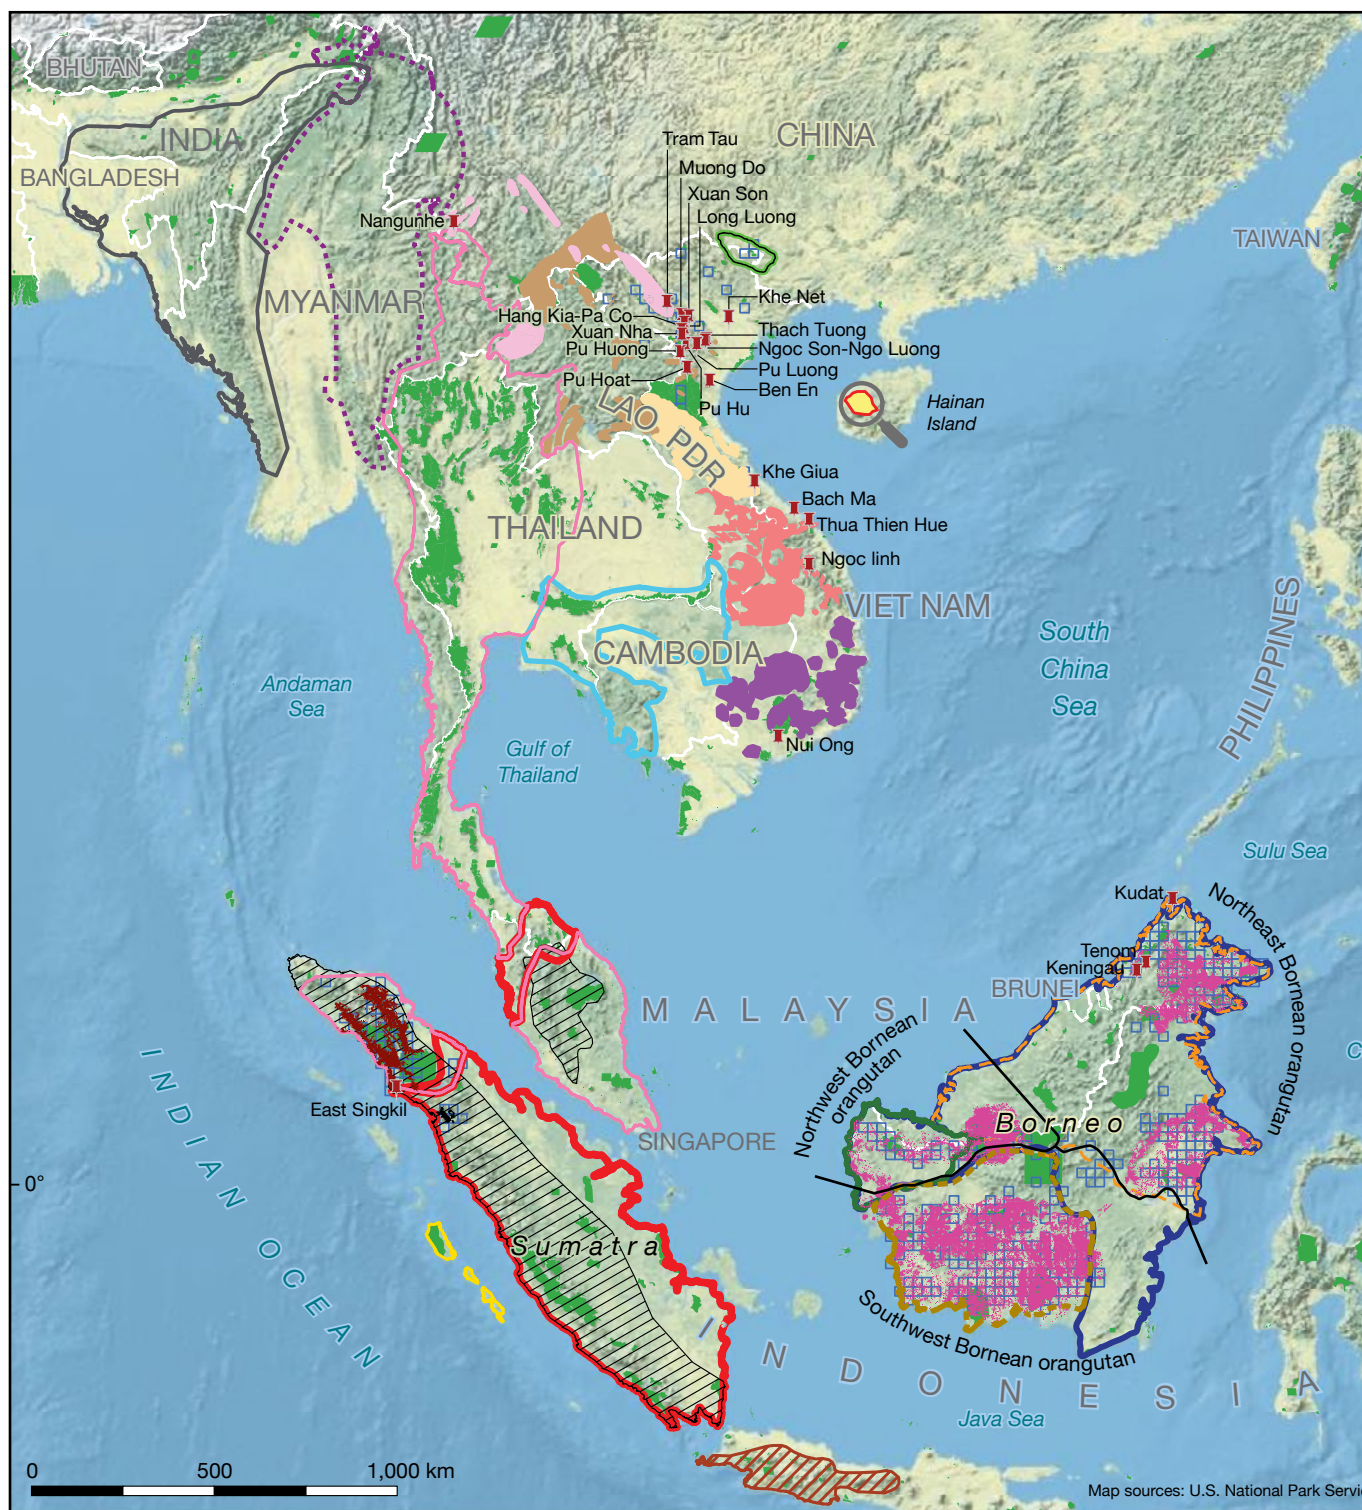 BHUTAN
INDIA
BANGLADESH
CHINA
Tram Tau
Muong Do
Xuan Son
Long Luong
Nangunhe
TAIWAN
MYANMAR
Khe Net
Hang Kia-Pa Co
Xuan Nha
Pu Huong
Pu Hoat
Thach Tuong
Ngoc Son-Ngo Luong
Pu Luong
Ben En
Pu Hu
Hainan
Island
LAO PDR
Khe Giua
Bach Ma
Thua Thien Hue
THAILAND
Ngoc linh
VIET NAM
CAMBODIA
South
China
Sea
PHILIPPINES
Andaman
Sea
Gulf of
Thailand
Nui Ong
Sulu Sea
Kudat
Northeast Bornean orangutan
Tenom
Keningau
BRUNEI
MALAYSIA
C
Northwest Bornean
orangutan
Borneo
East Singkil
SINGAPORE
INDIAN OCEAN
0°
Sumatra
Southwest Bornean orangutan
INDONESIA
Java Sea
0 500 1,000 km
Map sources: U.S. National Park Servi